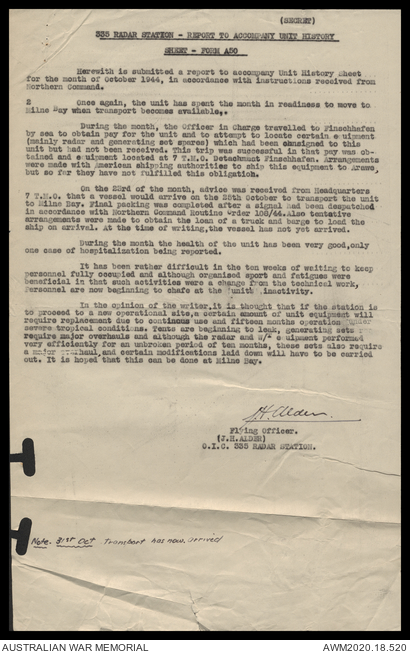 (SECRET)
335 RADAR STATION - REPORT TO ACCOMPANY UNIT HISTORY
SHEET - FORM A50
Herewith is submitted a report to accompany Unit History Sheet
for the month of October 1944, in accordance with instructions received from
Northern Command.
2 Once again, the unit has spent the month in readiness to move to
Milne Bay when transport becomes available..
During the month, the Officer in Charge travelled to Finschhafen
by sea to obtain pay for the unit and to attempt to locate certain equipment
(mainly radar and generating set spares) which had been consigned to this
unit but had not been received. This trip was successful in that pay was ob-
tained and equipment located at 7 T.M.O. Detachment Finschhafen. Arrangements
were made with American shipping authorities to ship this equipment to Arawe,
but so far they have not fulfilled this obligation.
On the 23rd of the month, advice was received from Headquarters
7 T.M.O. that a vessel would arrive on the 25th October to transport the unit
to Milne Bay. Final packing was completed after a signal had been despatched
in accordance with Northern Command Routine Order 106/44.Also tentative
arrangements were made to obtain the loan of a truck and barge to load the
ship on arrival. At the time of writing,the vessel has not yet arrived.
During the month the health of the unit has been very good,only
one case of hospitalization being reported.
It has been rather difficult in the ten weeks of waiting to keep
personnel fully occupied and although organised sport and fatigues were
beneficial in that such activities were a change from the technical work,
personnel are now beginning to chafe at the unit's inactivity.
In the opinion of the writer,it is thought that if the station is
to proceed to a new operational site,a certain amount of unit equipment will
require replacement due to continous use and fifteen months operation under
severe tropical conditions. Tents are beginning to leak, generating sets
require major overhauls and although the radar and W/T equipment performed
very efficiently for an unbroken period of ten months, these sets also require
a major overhaul,and certain modifications laid down will have to be carried
out. It is hoped that this can be done at Milne Bay.
J H. Alder.
Flying Officer.
(J.H.ALDER)
O.I.C. 335 RADAR STATION.
Note. 31st Oct Transport has now arrived
AUSTRALIAN WAR MEMORIAL AWM2020.18.520